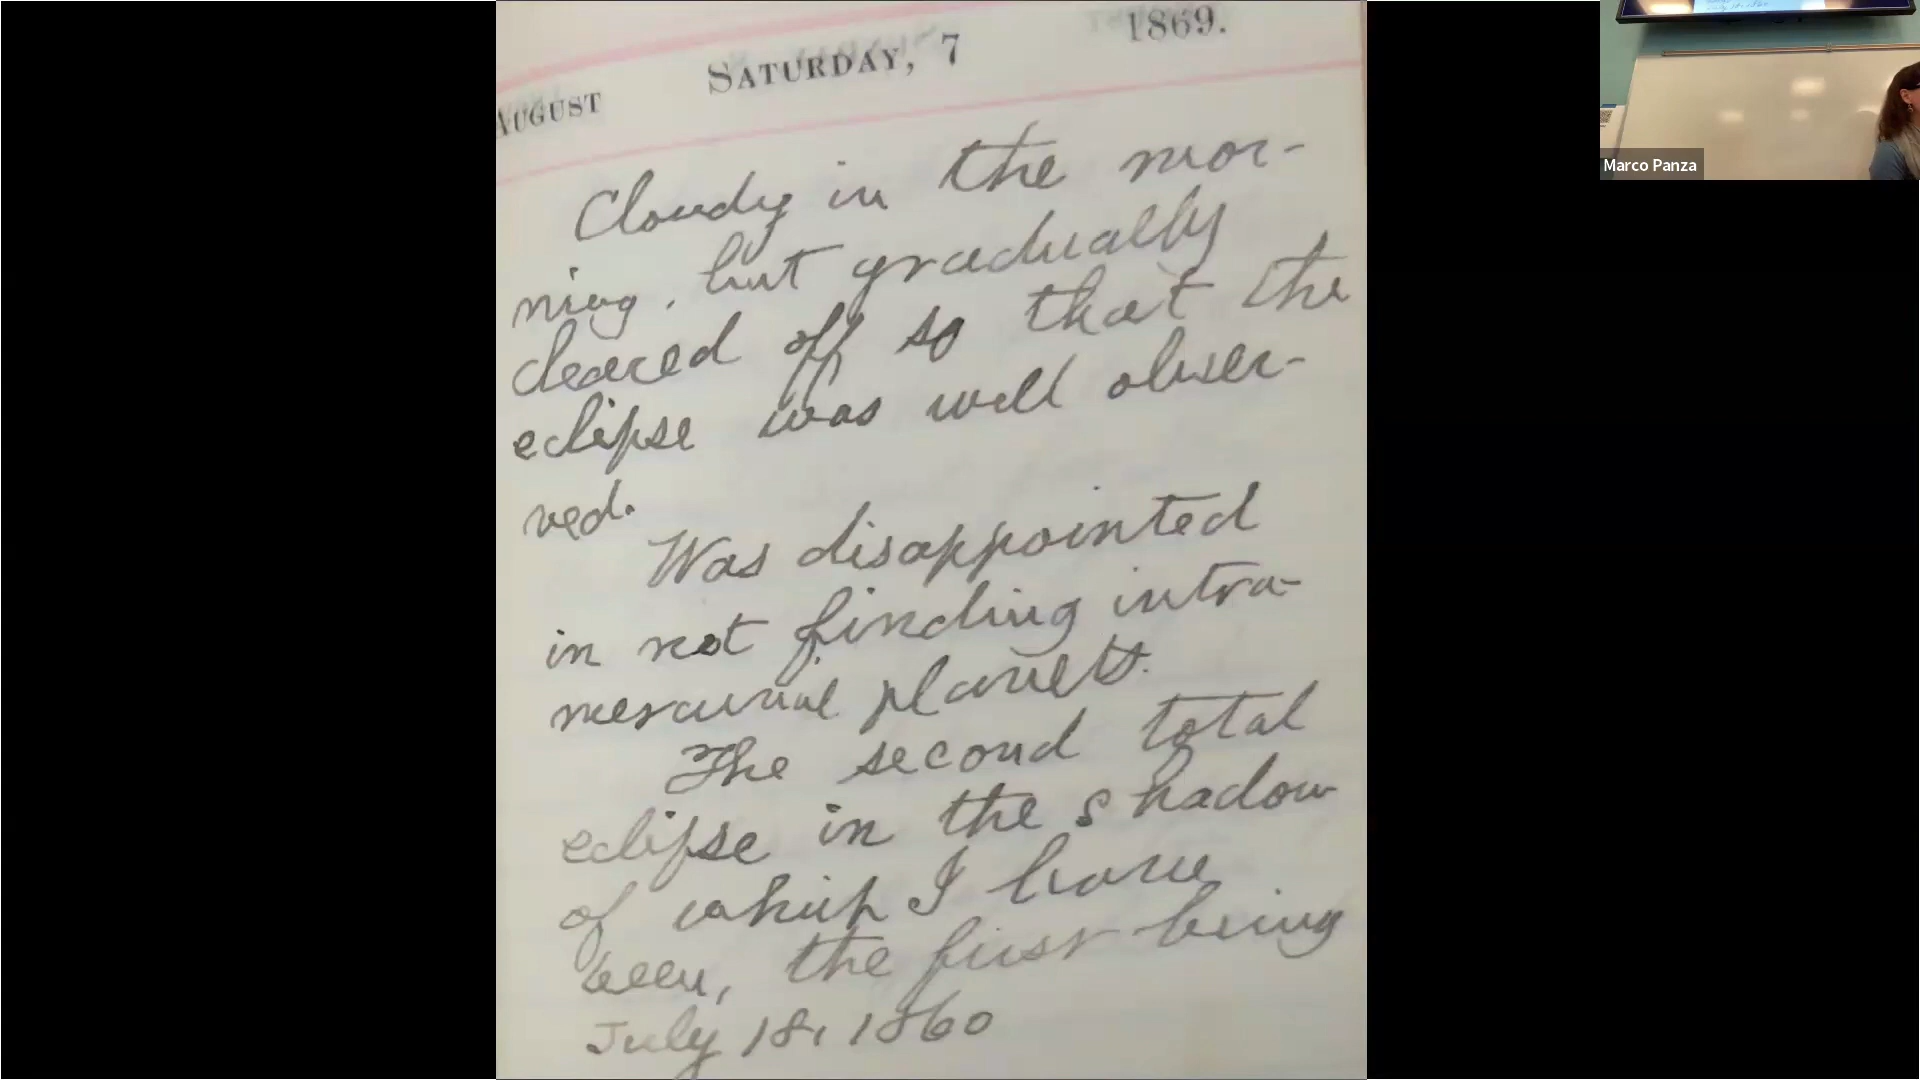 AUGUST SATURDAY, 7 1869.
Cloudy in the mor-
ning, but gradually
cleared off so that the
eclipse was well obser-
ved.
Was disappointed
in not finding intra-
mercurial planets.
The second total
eclipse in the shadow
of which I have
been, the first being
July 18, 1860
Marco Panza